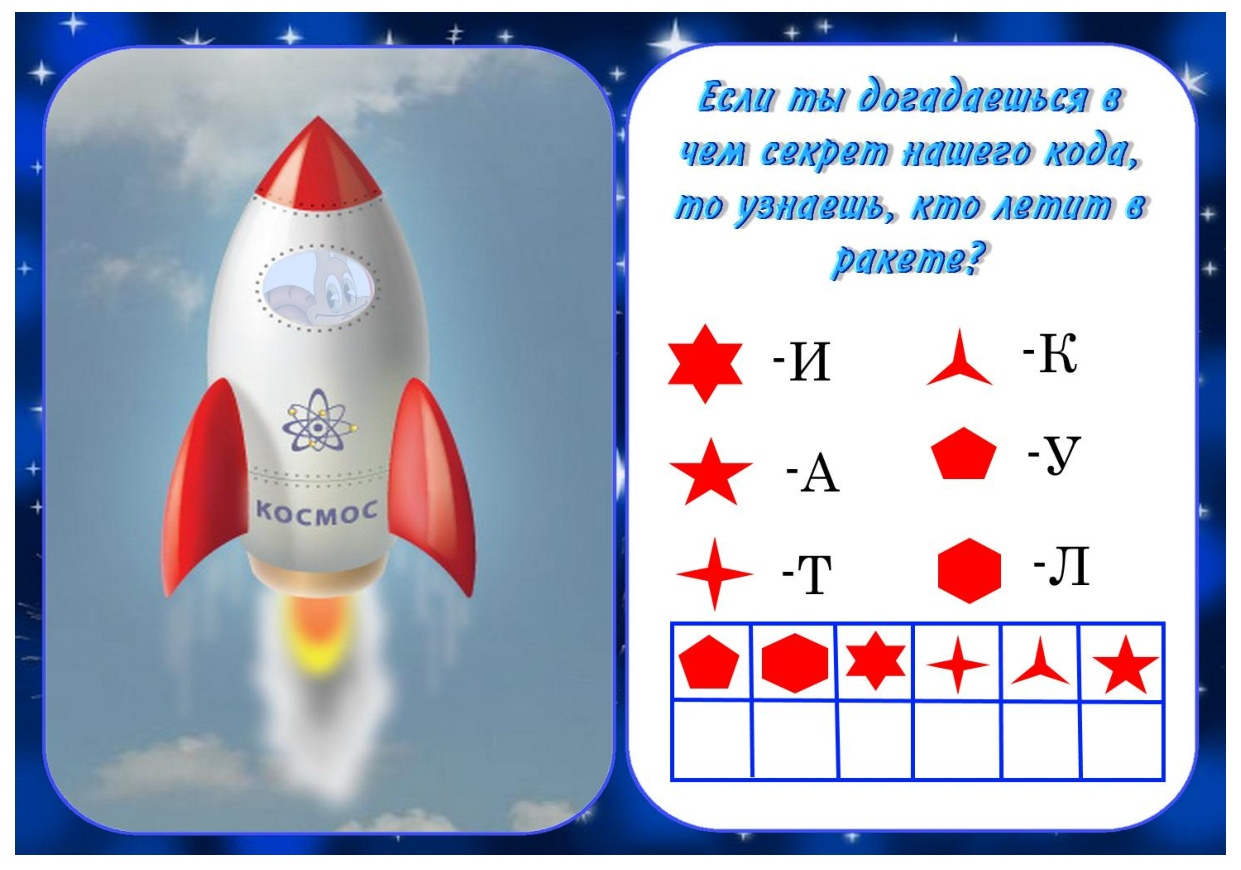 КОСМОС
Если ты догадаешься в
чем секрет нашего кода,
то узнаешь, кто летит в
ракете?
-И
-К
-А
-У
-Т
-Л